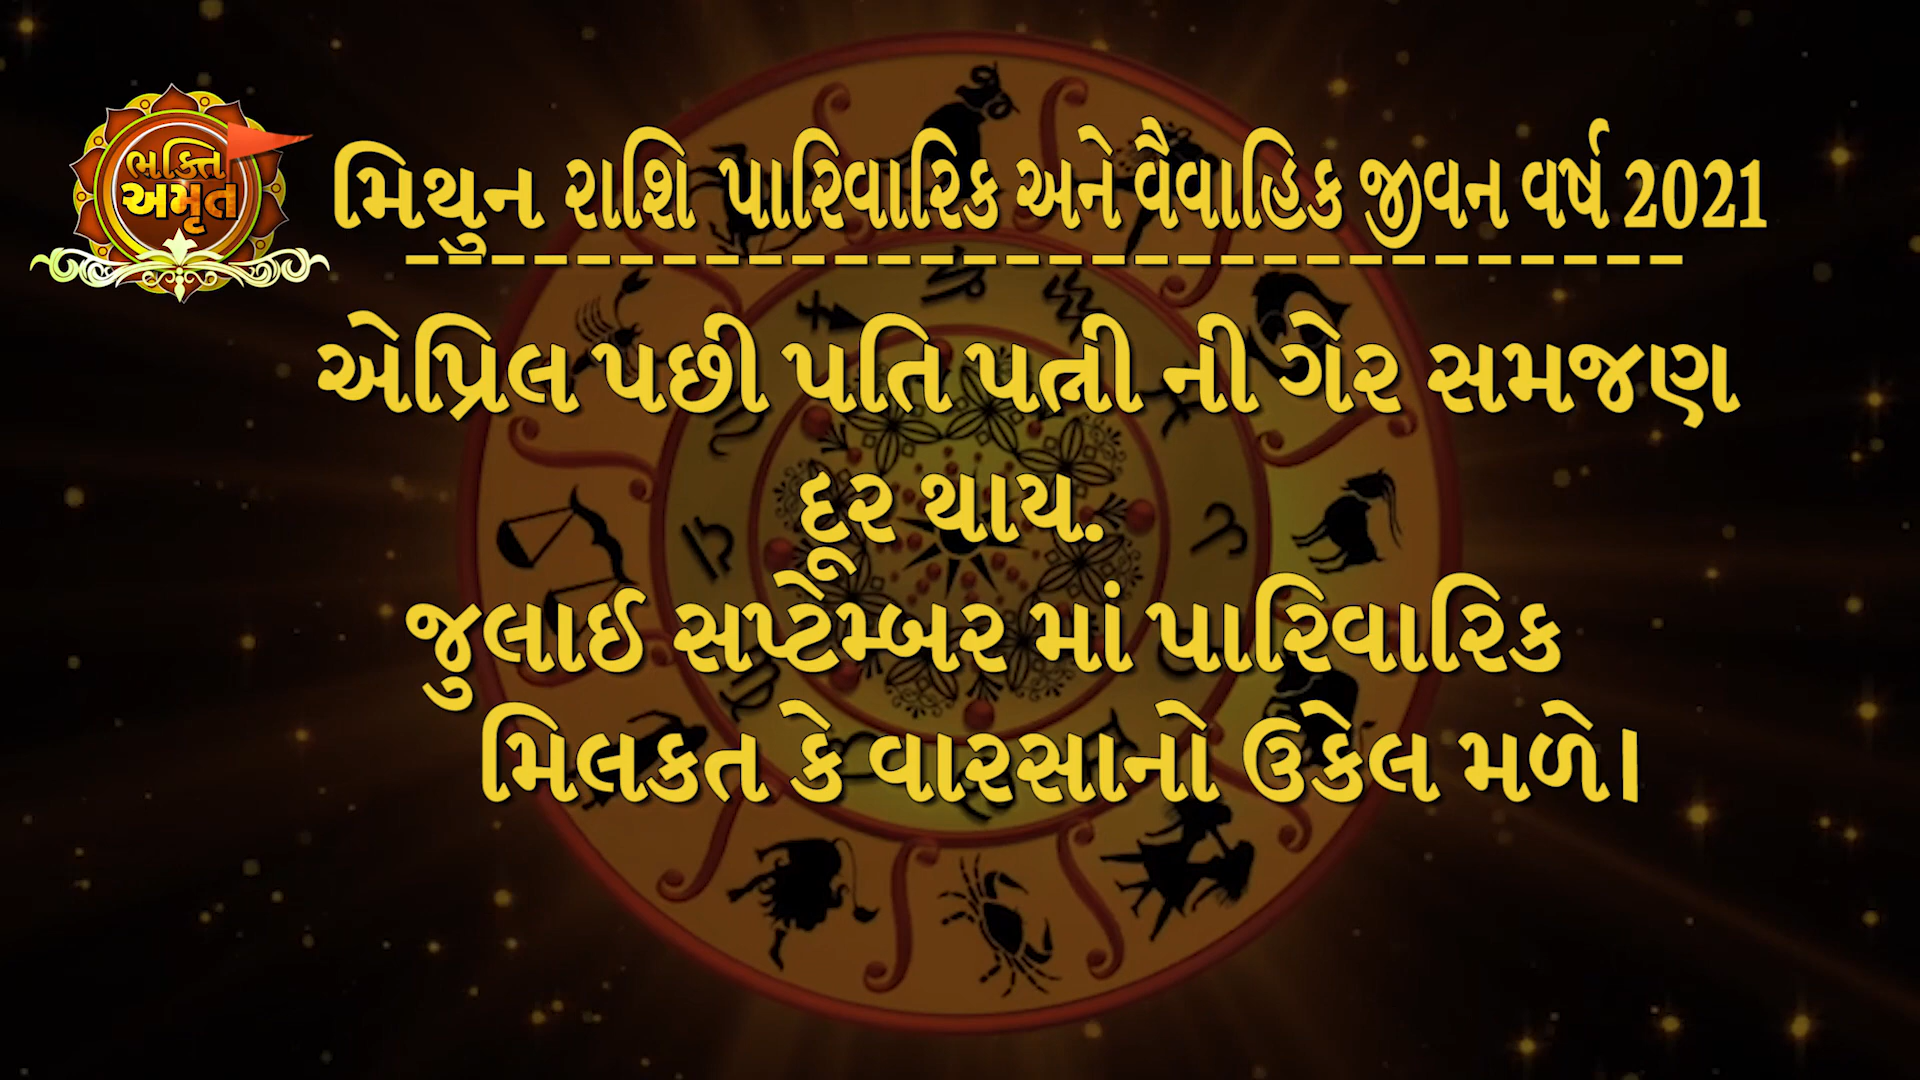 ભક્તિ
અમૃત
મિથુન રાશિ પારિવારિક અને વૈવાહિક જીવન વર્ષ 2021
એપ્રિલ પછી પતિ પત્ની ની ગેર સમજણ
દૂર થાય.
જુલાઈ સપ્ટેમ્બર માં પારિવારિક
મિલકત કે વારસાનો ઉકેલ મળે।